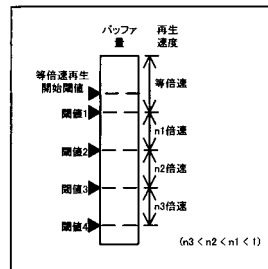 バッファ量
再生速度
等倍速再生
開始閾値
等倍速
閾値1
n1倍速
閾値2
n2倍速
閾値3
n3倍速
閾値4
(n3<n2<n1<1)